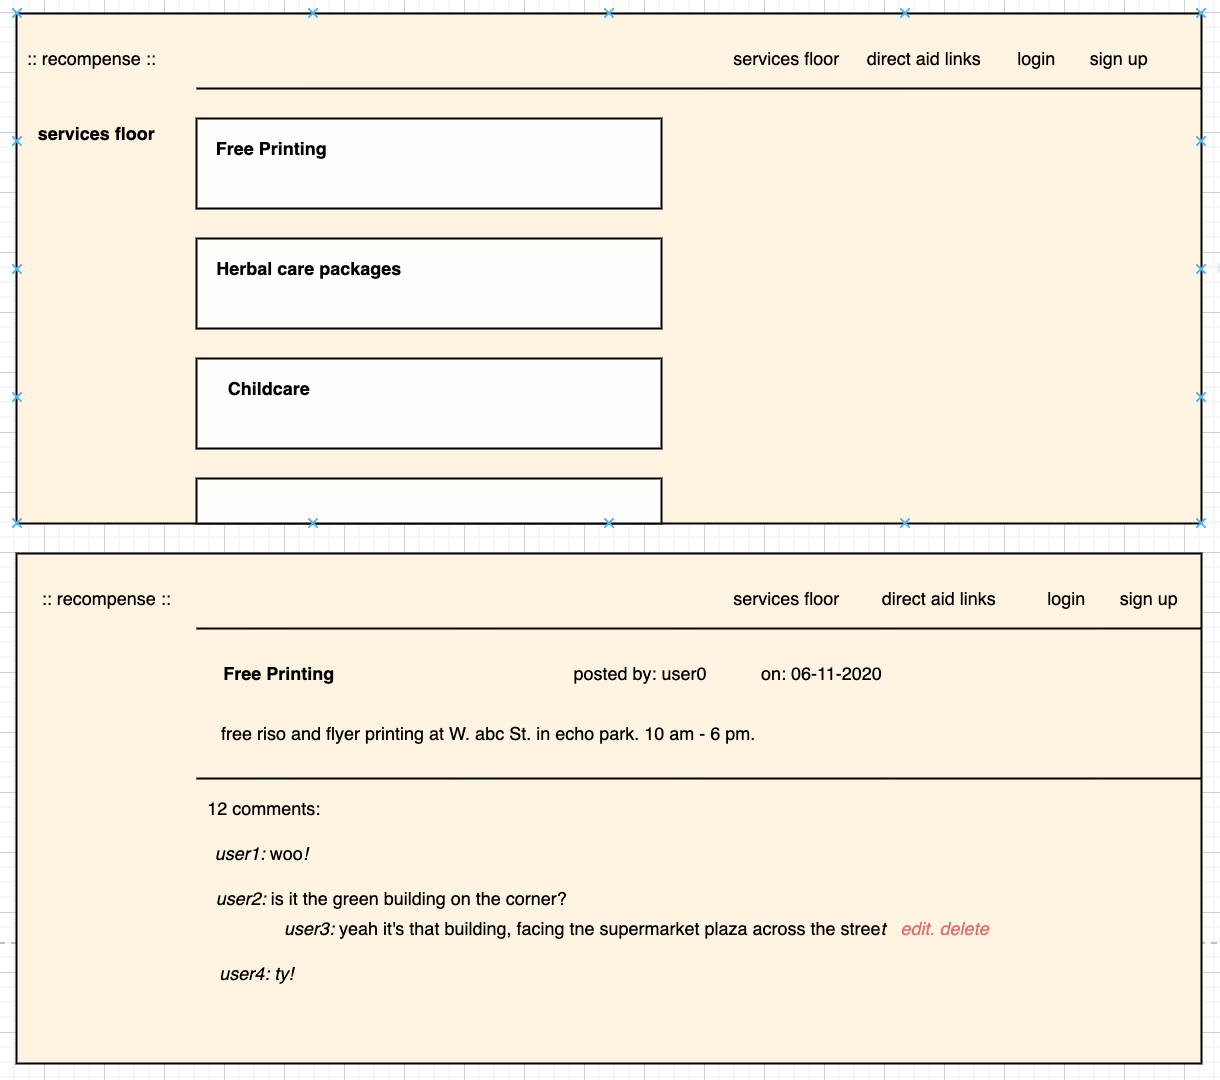 :: recompense :: services floor direct aid links login sign up
services floor
Free Printing
Herbal care packages
Childcare
:: recompense :: services floor direct aid links login sign up
Free Printing posted by: user0 on: 06-11-2020
free riso and flyer printing at W. abc St. in echo park. 10 am - 6 pm.
12 comments:
user1: woo!
user2: is it the green building on the corner?
user3: yeah it's that building, facing tne supermarket plaza across the street edit. delete
user4: ty!